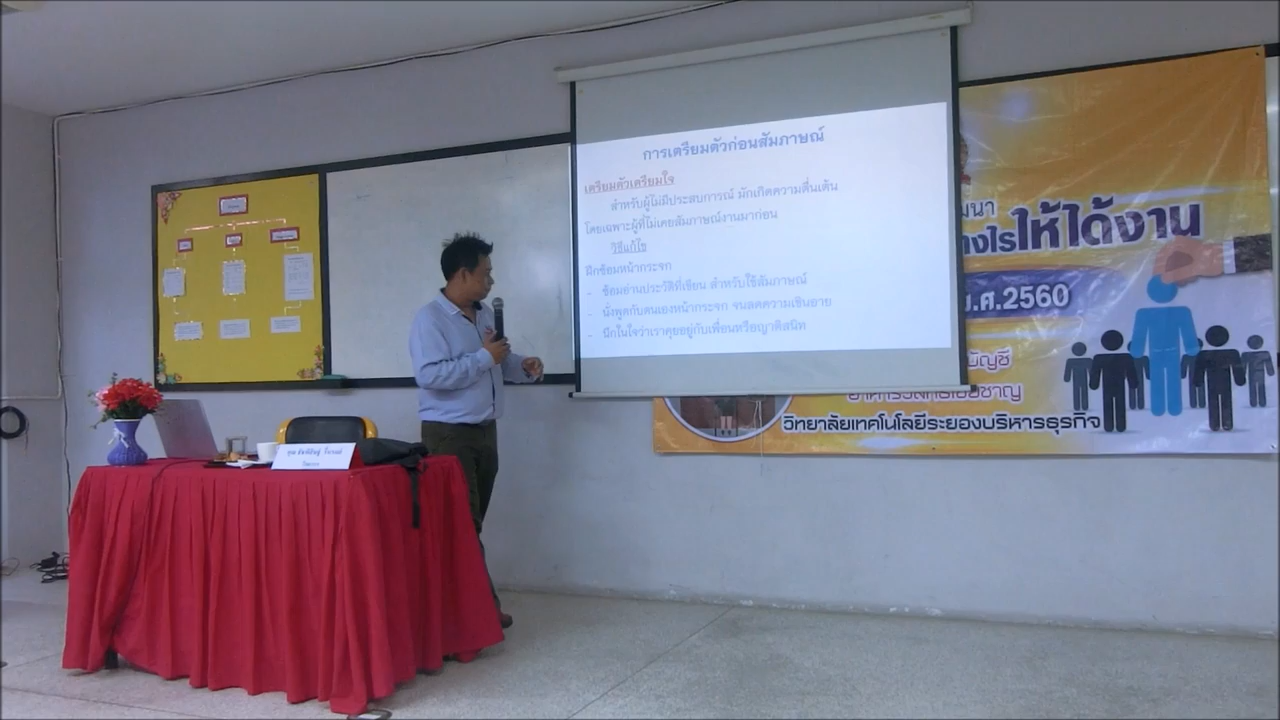 การเตรียมตัวก่อนสัมภาษณ์
เตรียมตัวเตรียมใจ
สำหรับผู้ไม่มีประสบการณ์ มักเกิดความตื่นเต้น
โดยเฉพาะผู้ที่ไม่เคยสัมภาษณ์งานมาก่อน
วิธีแก้ไข
ฝึกซ้อมหน้ากระจก
- ซ้อมอ่านประวัติที่เขียน สำหรับใช้สัมภาษณ์
- นั่งพูดกับตนเองหน้ากระจก จนลดความเขินอาย
- นึกในใจว่าเราคุยอยู่กับเพื่อนหรือญาติสนิท
ให้ได้งาน
พ.ศ.2560
บัญชี
วิทยาลัยเทคโนโลยีระยองบริหารธุรกิจ
วิทยากร